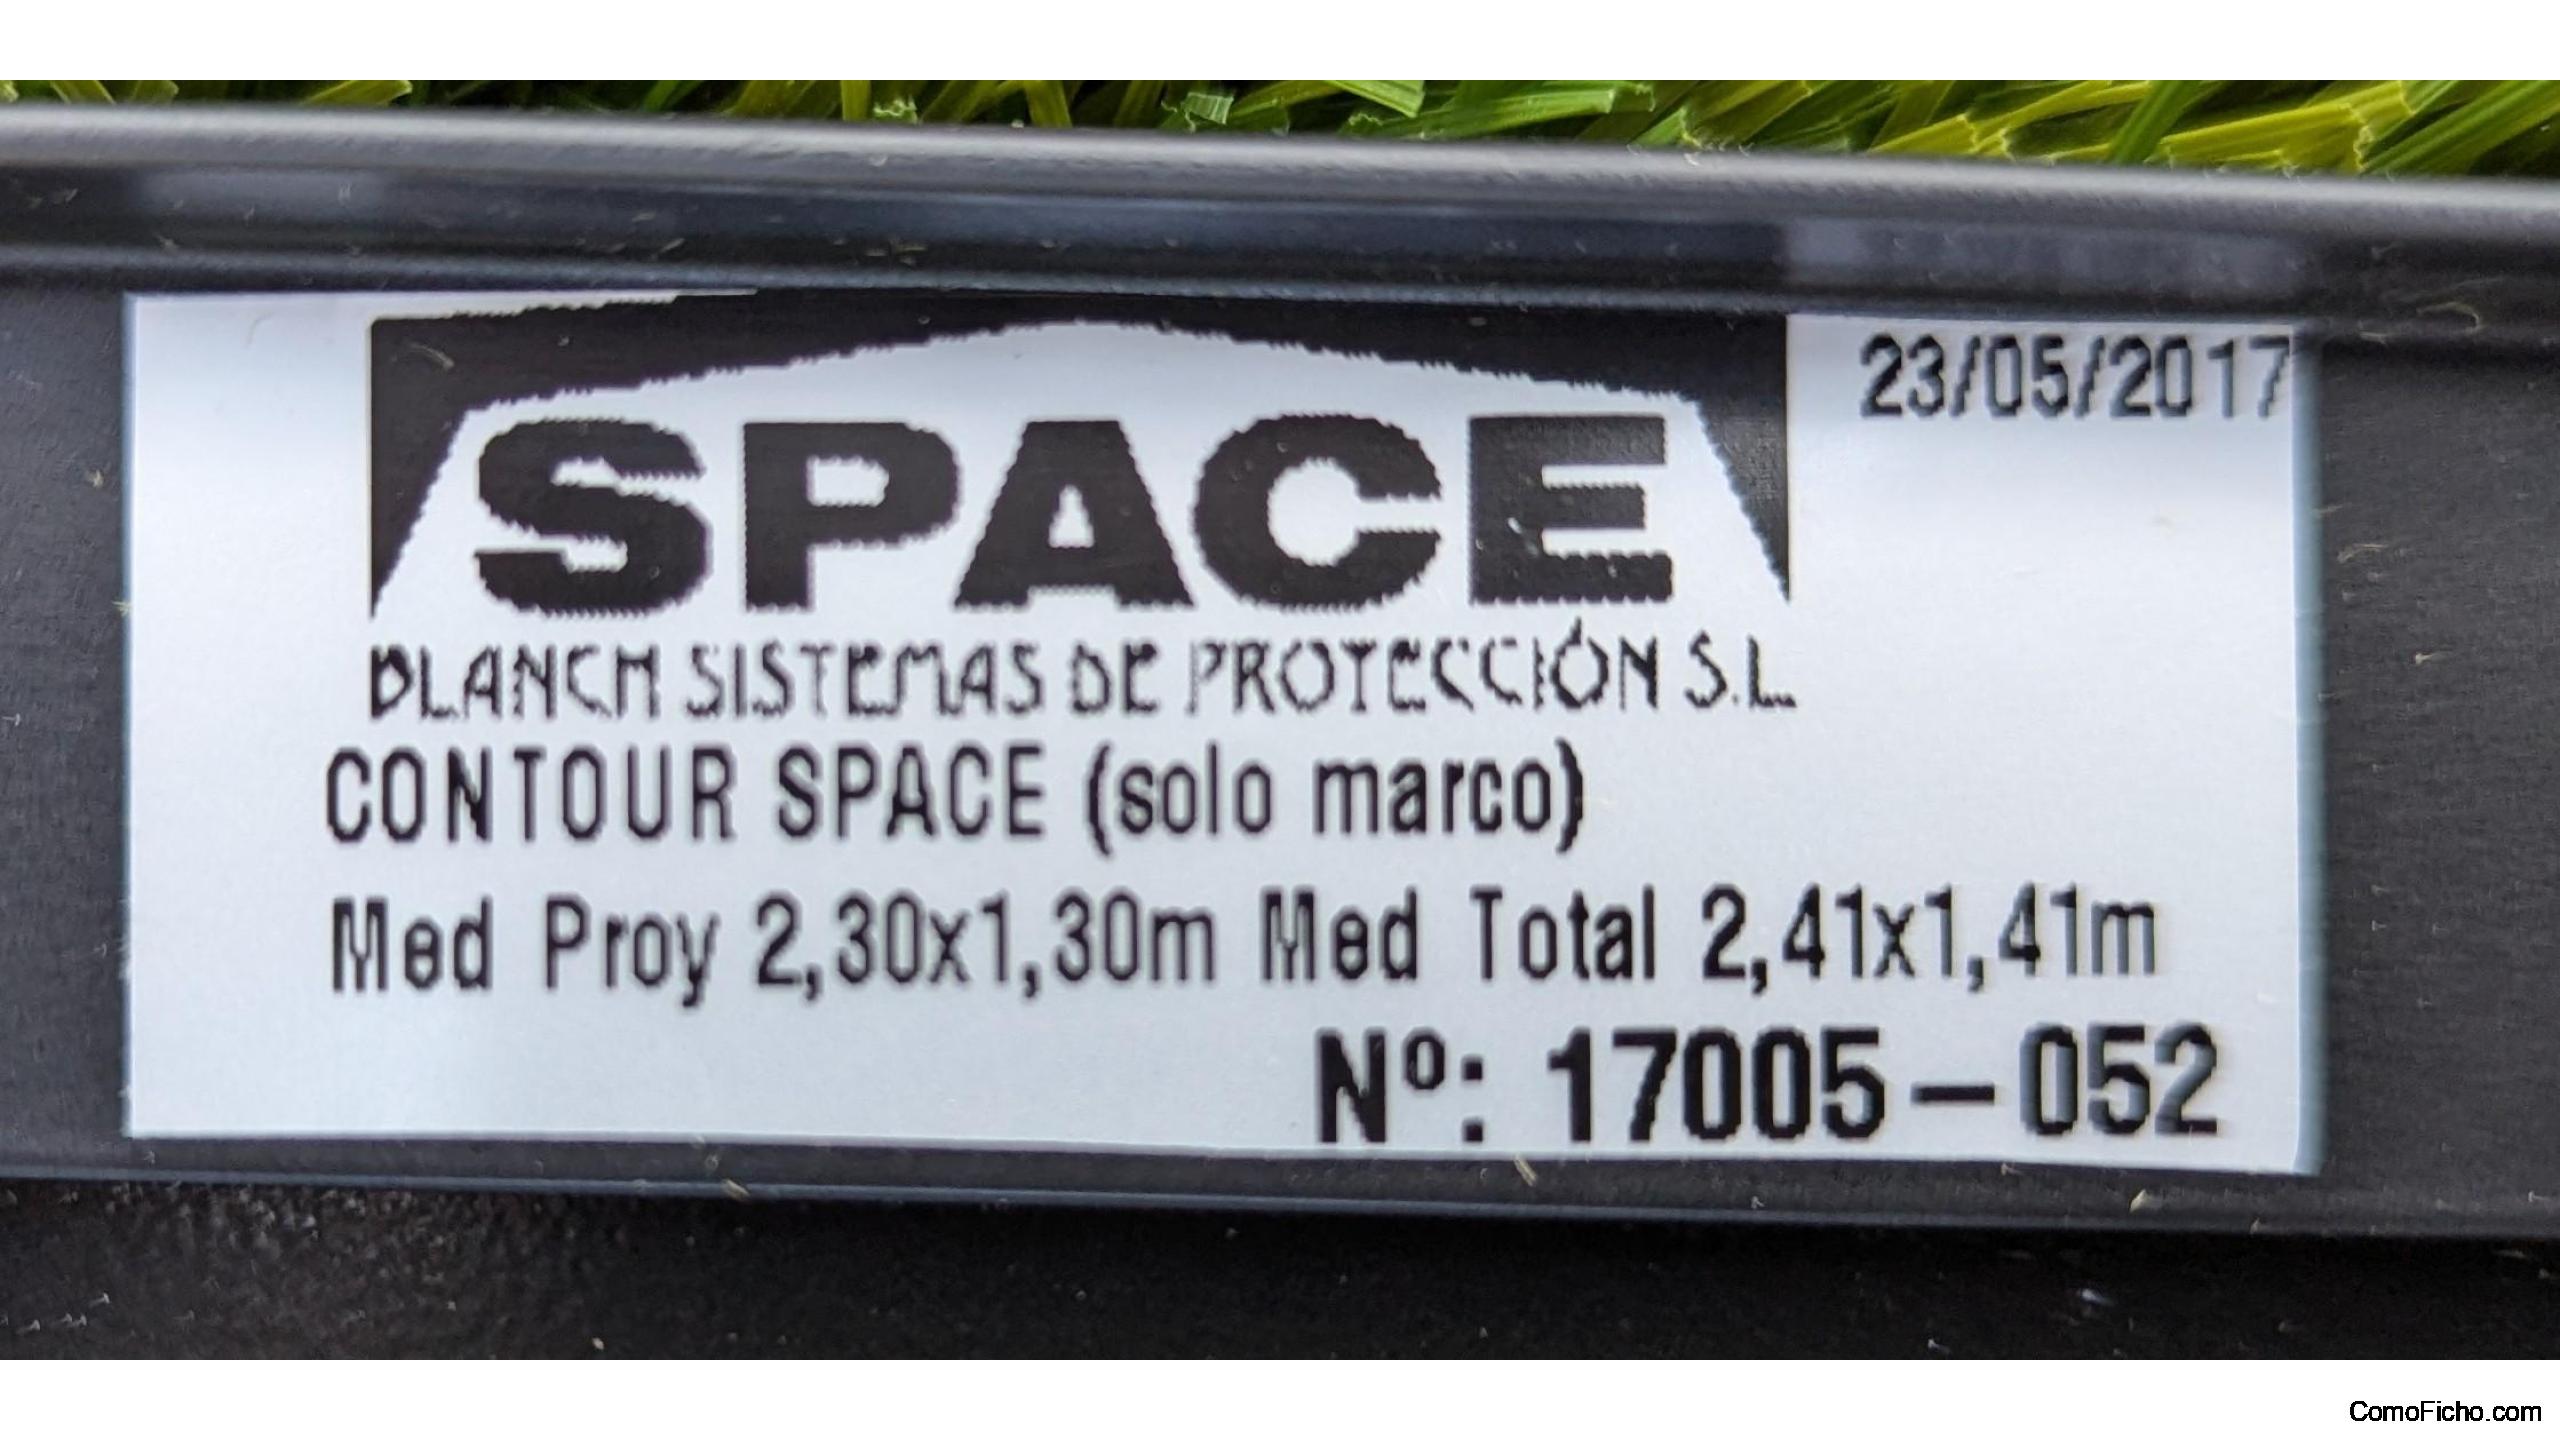 SPACE
23/05/2017
BLANCH SISTEMAS DE PROTECCIÓN S.L.
CONTOUR SPACE (solo marco)
Med Proy 2,30x1,30m Med Total 2,41x1,41m
Nº: 17005-052
ComoFicho.com